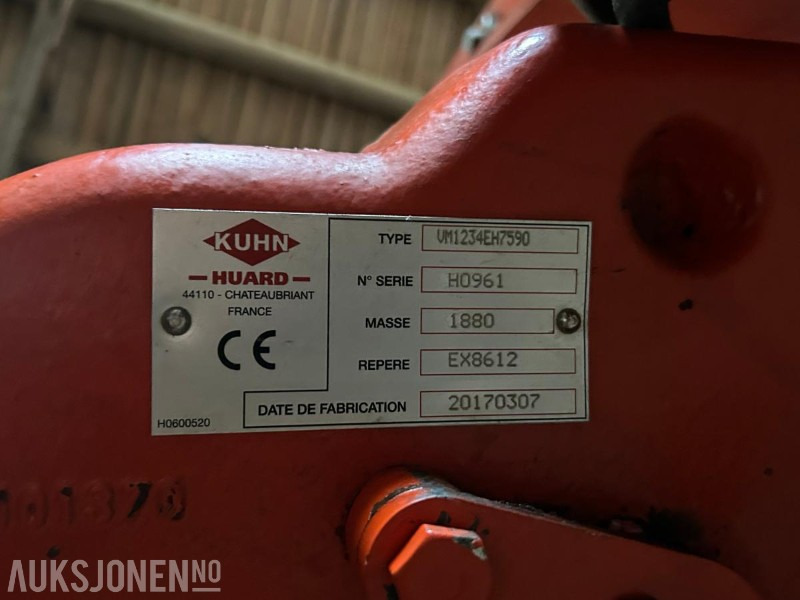 KUHN
HUARD
44110 - CHATEAUBRIANT
FRANCE
CE
H0600520
TYPE VM1234EH7590
N° SERIE H0961
MASSE 1880
REPERE EX8612
DATE DE FABRICATION 20170307
AUKSJONEN NO